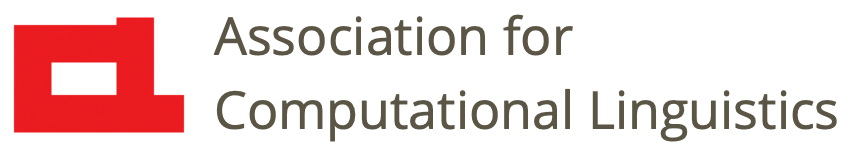 Association for
Computational Linguistics